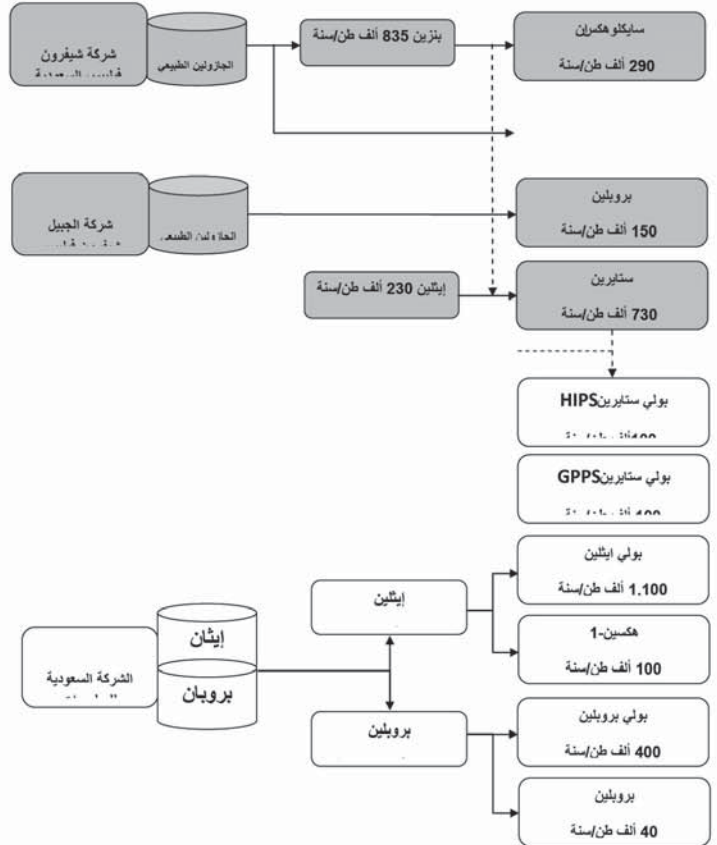 شركة شيفرون
الجازولين الطبيعي
بنزين 835 ألف طن/سنة
سايكلوهكسران
290 ألف طن/سنة
شركة الجبيل
الجازولين الطبيعي
بروبلين
150 ألف طن/سنة
إيثلين 230 ألف طن/سنة
ستايرين
730 ألف طن/سنة
بولي ستايرينHIPS
بولي ستايرينGPPS
الشركة السعودية
إيثان
بروبان
إيثلين
بروبلين
بولي ايثلين
1.100 ألف طن/سنة
هكسين-1
100 ألف طن/سنة
بولي بروبلين
400 ألف طن/سنة
بروبلين
40 ألف طن/سنة